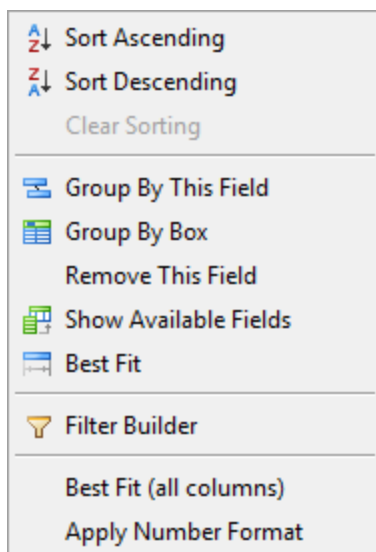 Sort Ascending
Sort Descending
Clear Sorting
Group By This Field
Group By Box
Remove This Field
Show Available Fields
Best Fit
Filter Builder
Best Fit (all columns)
Apply Number Format